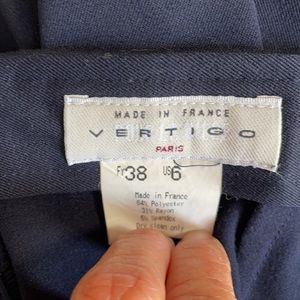 MADE IN FRANCE
VERTIGO
PARIS
Fr38 US6
Made in France
64% Polyester
31% Rayon
5% Spandex
Dry clean only